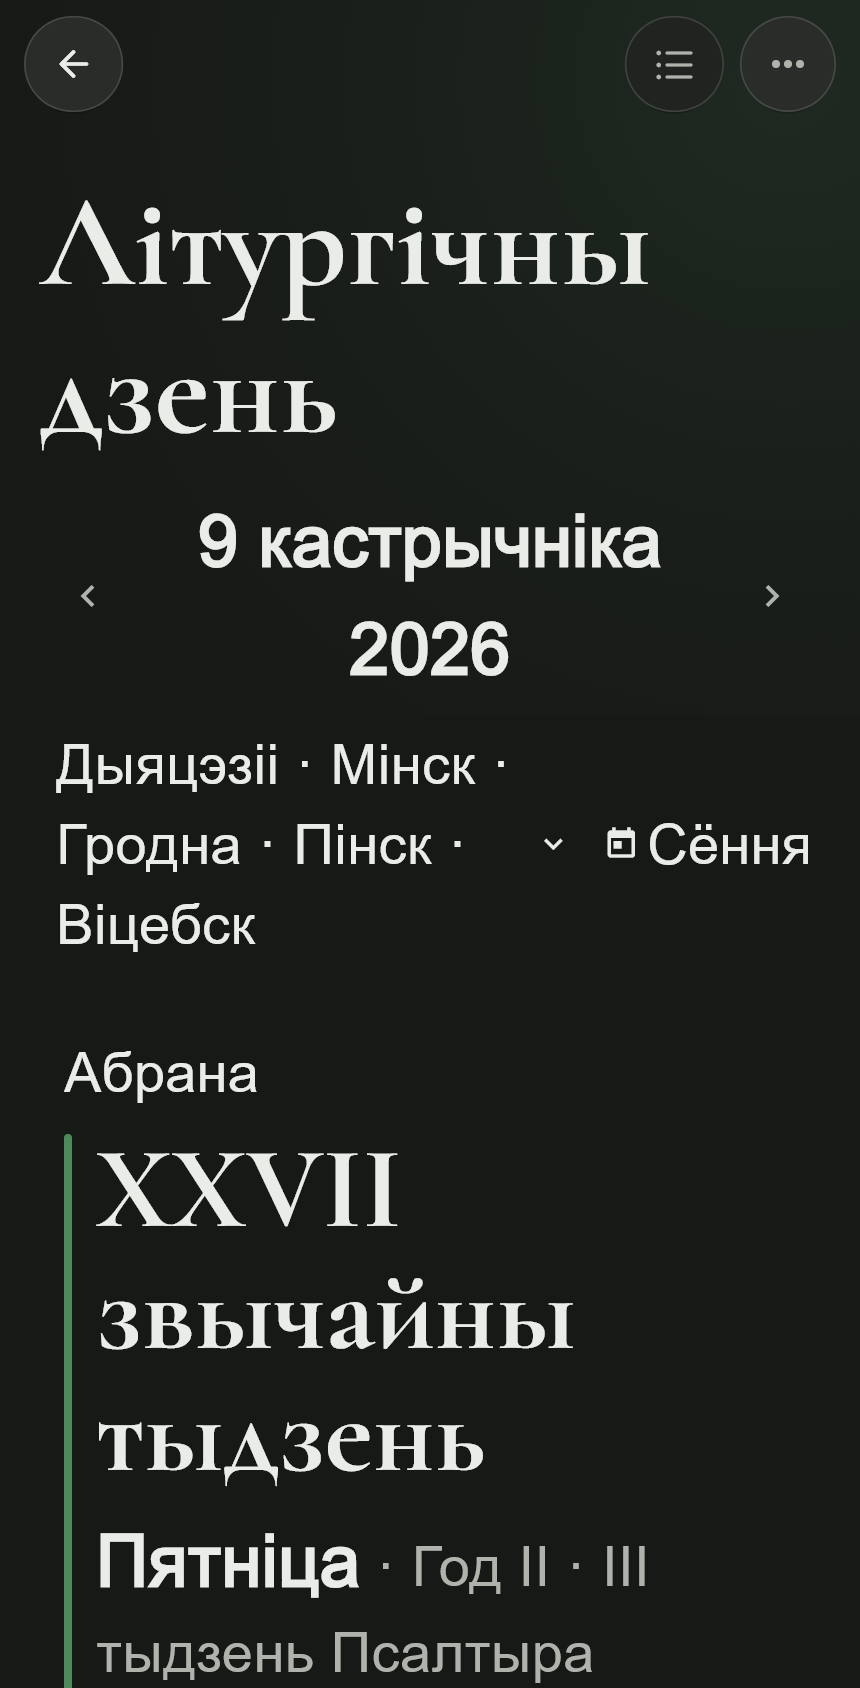 Літургічны
дзень
9 кастрычніка
2026
Дыяцэзіі · Мінск ·
Гродна · Пінск ·
Віцебск
Сёння
Абрана
XXVII
звычайны
тыдзень
Пятніца · Год II · III
тыдзень Псалтыра